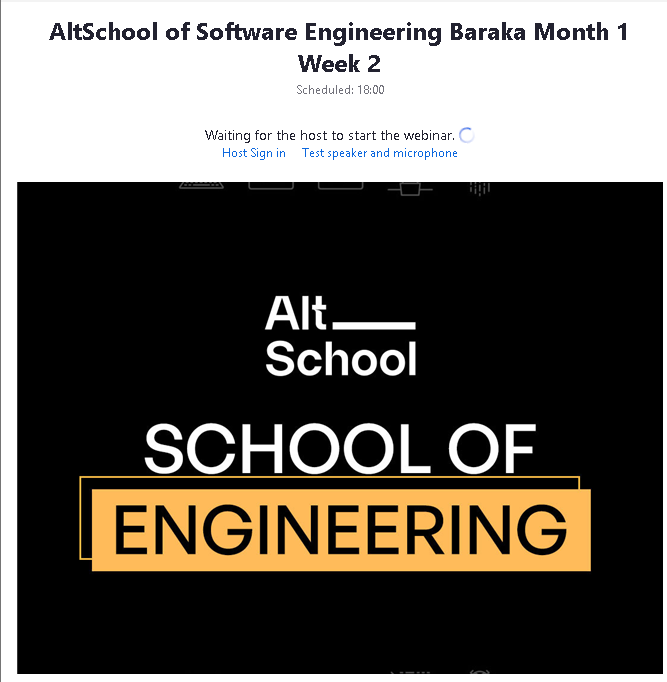 AltSchool of Software Engineering Baraka Month 1
Week 2
Scheduled: 18:00
Waiting for the host to start the webinar.
Host Sign in Test speaker and microphone
Alt
School
SCHOOL OF
ENGINEERING